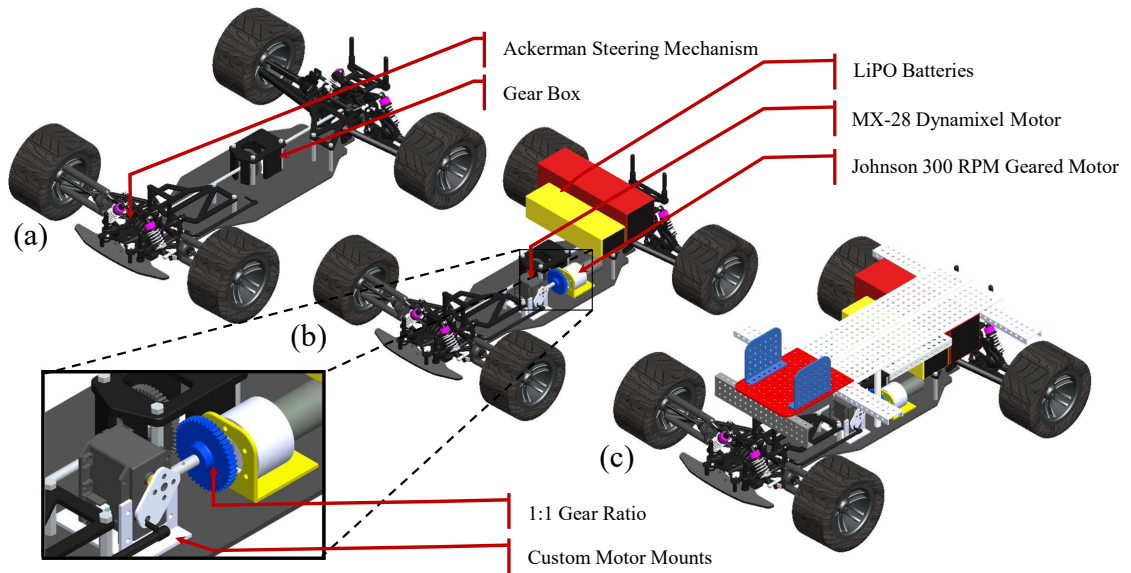 Ackerman Steering Mechanism
Gear Box
LiPO Batteries
MX-28 Dynamixel Motor
Johnson 300 RPM Geared Motor
(a)
(b)
(c)
1:1 Gear Ratio
Custom Motor Mounts